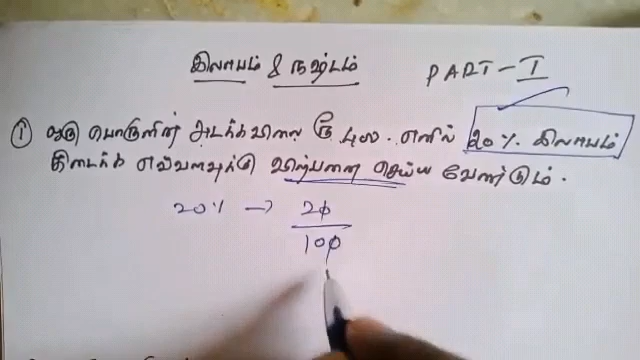 இலாபம் & நஷ்டம் PART-I
① ஒரு பொருளின் அடக்கவிலை ரூ 400. எனில் 20% இலாபம்
கிடைக்க எவ்வளவுக்கு விற்பனை செய்ய வேண்டும்.
20% → 20
100